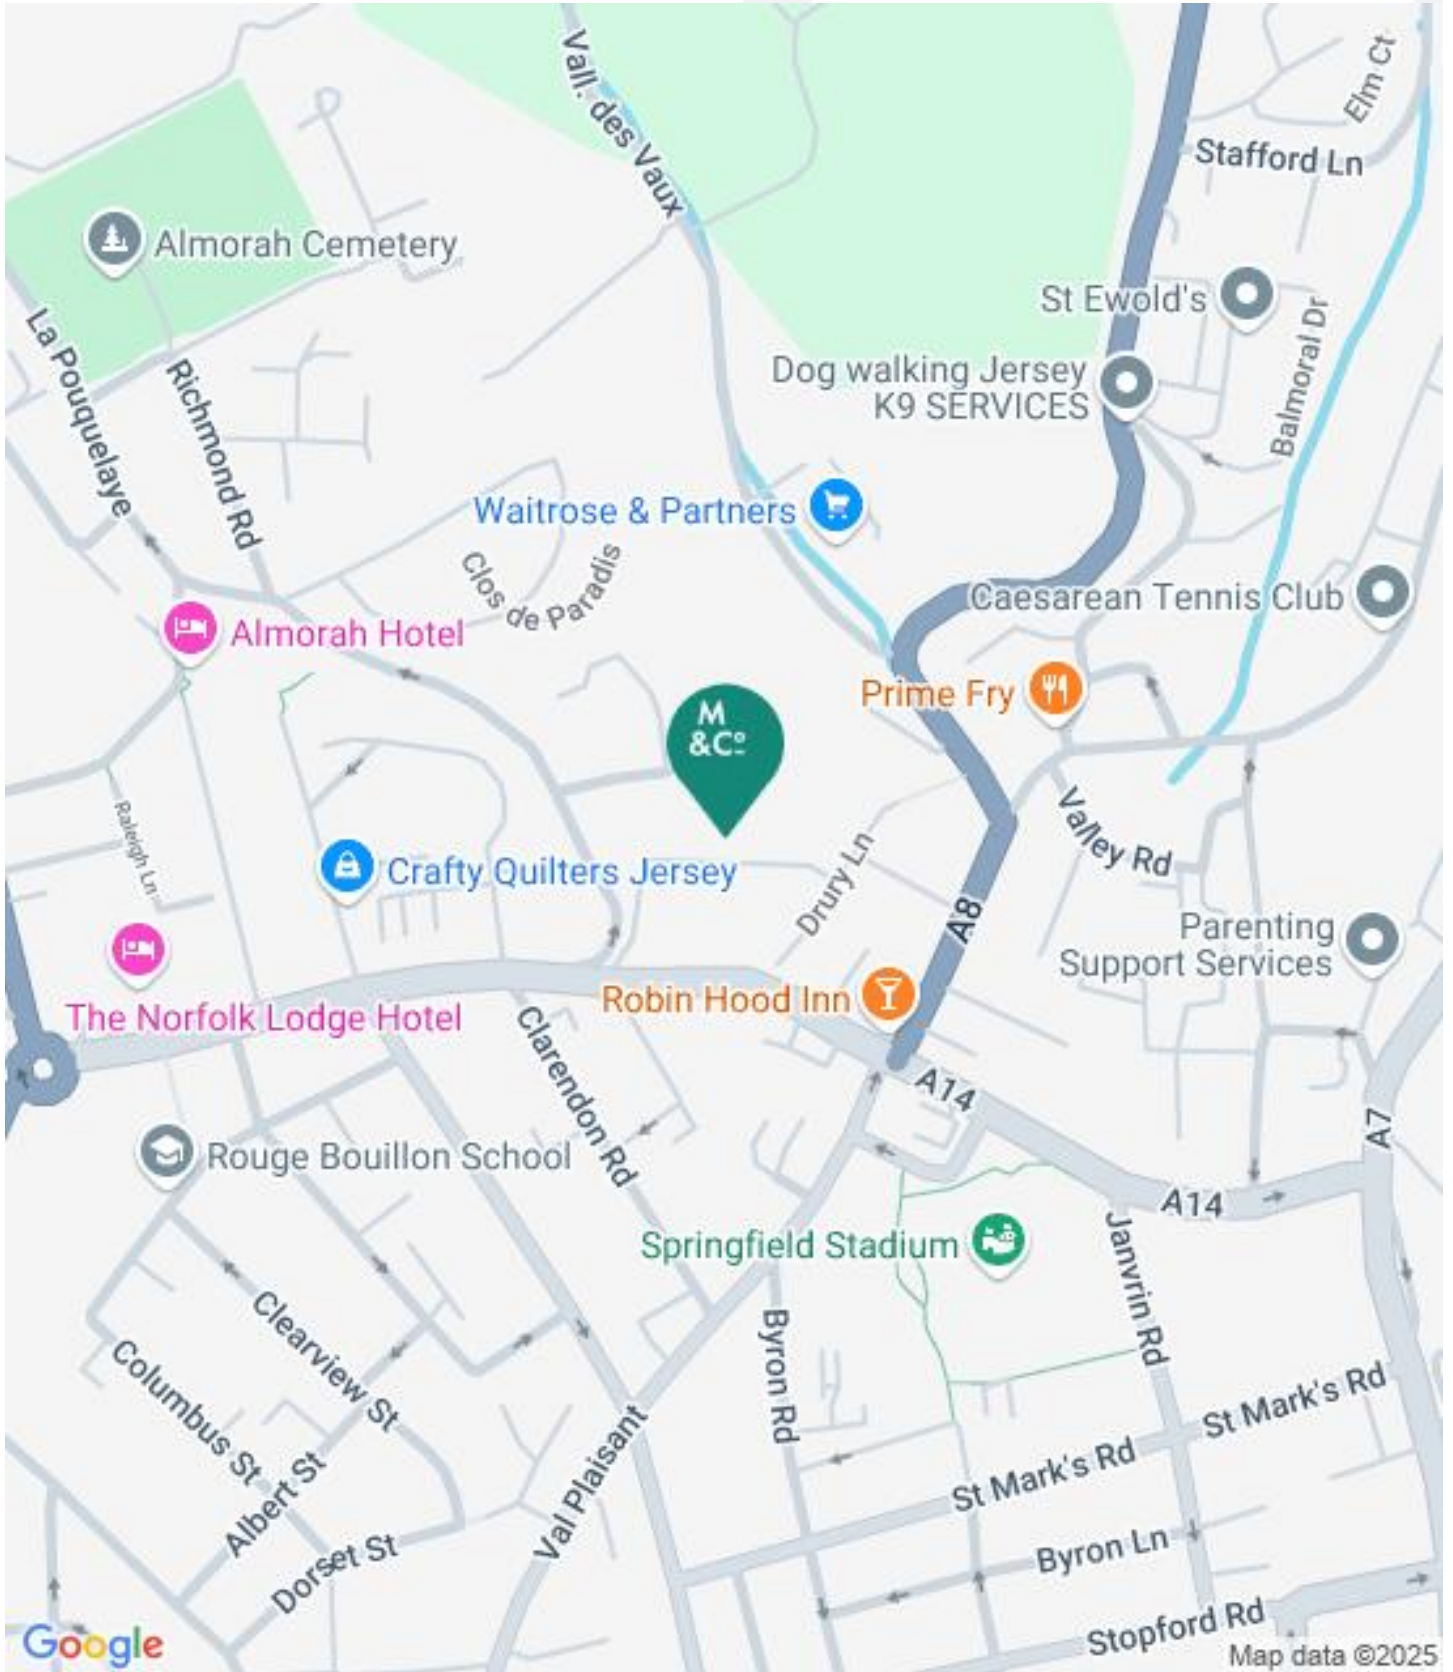 Vall. des Vaux
Elm Ct
Stafford Ln
Almorah Cemetery
St Ewold's
La Pouquelaye
Richmond Rd
Dog walking Jersey
K9 SERVICES
Balmoral Dr
Waitrose & Partners
Clos de Paradis
Caesarean Tennis Club
Almorah Hotel
Prime Fry
M
&Co
Raleigh Ln
Valley Rd
Crafty Quilters Jersey
Drury Ln
A8
Parenting
Support Services
Robin Hood Inn
The Norfolk Lodge Hotel
Clarendon Rd
A14
A7
Rouge Bouillon School
A14
Springfield Stadium
Janvrin Rd
Clearview St
Byron Rd
Columbus St
St Mark's Rd
Albert St
Val Plaisant
St Mark's Rd
Dorset St
Byron Ln
Stopford Rd
Google
Map data ©2025